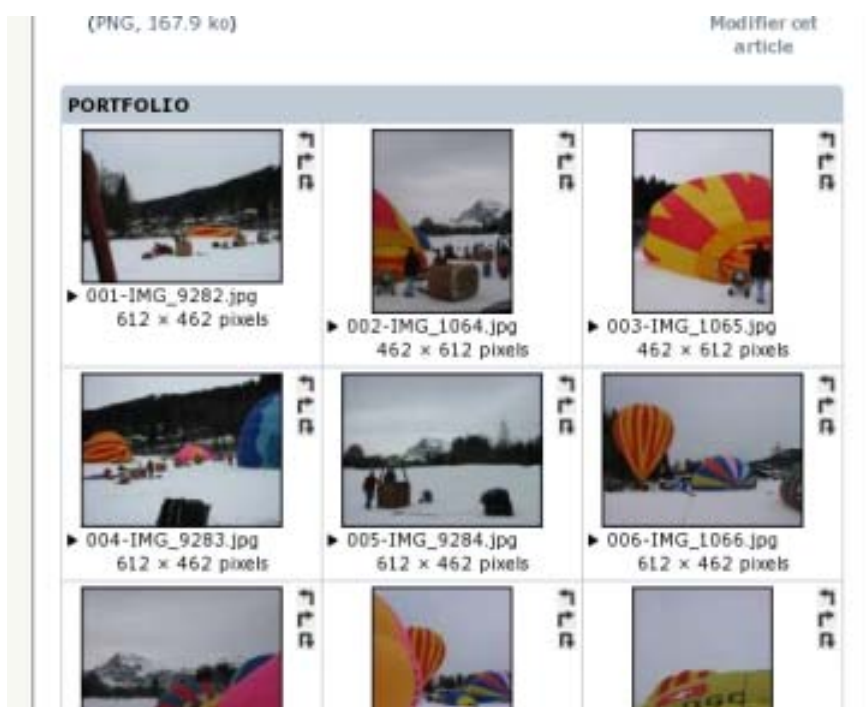 (PNG, 167.9 ko)
Modifier cet
article
PORTFOLIO
001-IMG_9282.jpg
612 × 462 pixels
002-IMG_1064.jpg
462 × 612 pixels
003-IMG_1065.jpg
462 × 612 pixels
004-IMG_9283.jpg
612 × 462 pixels
005-IMG_9284.jpg
612 × 462 pixels
006-IMG_1066.jpg
612 × 462 pixels